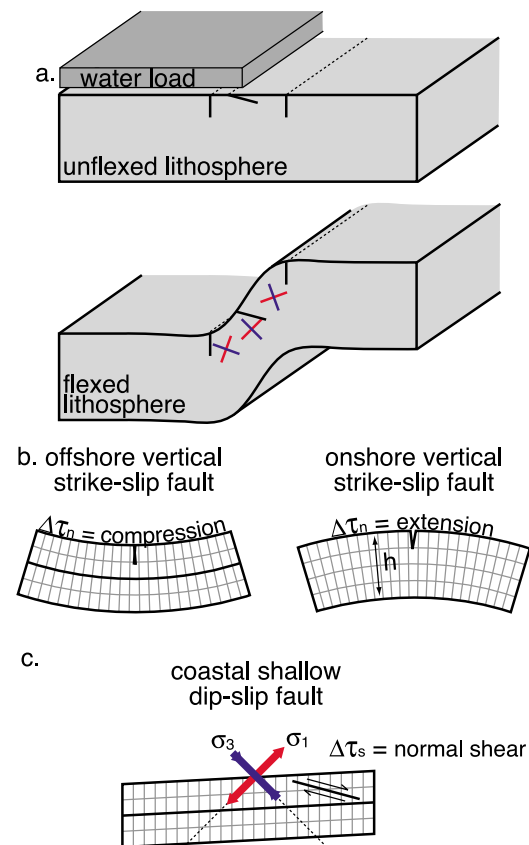 a.
water load
unflexed lithosphere
flexed
lithosphere
b. offshore vertical
strike-slip fault
onshore vertical
strike-slip fault
Δτn = compression
Δτn = extension
h
c.
coastal shallow
dip-slip fault
σ3
σ1
Δτs = normal shear